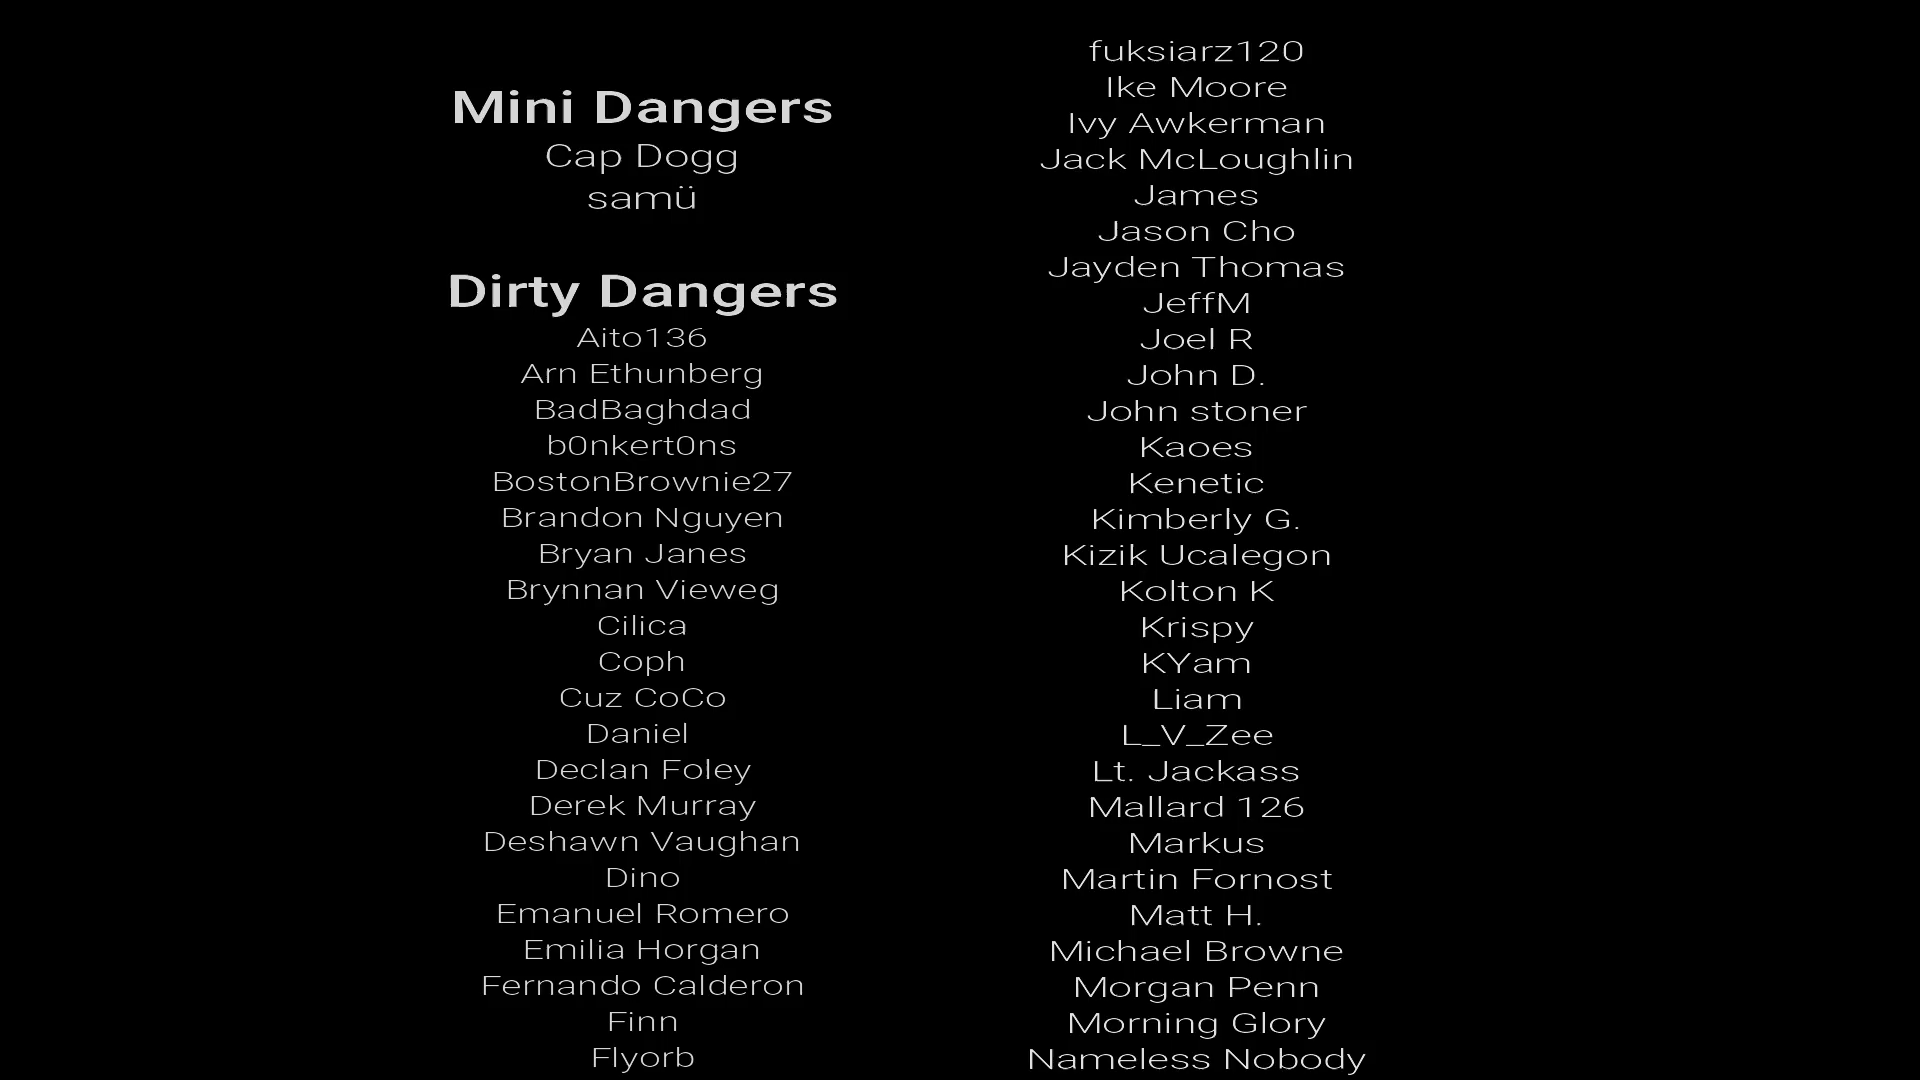 Mini Dangers
Cap Dogg
samü
Dirty Dangers
Aito136
Arn Ethunberg
BadBaghdad
b0nkert0ns
BostonBrownie27
Brandon Nguyen
Bryan Janes
Brynnan Vieweg
Cilica
Coph
Cuz CoCo
Daniel
Declan Foley
Derek Murray
Deshawn Vaughan
Dino
Emanuel Romero
Emilia Horgan
Fernando Calderon
Finn
Flyorb
fuksiarz120
Ike Moore
Ivy Awkerman
Jack McLoughlin
James
Jason Cho
Jayden Thomas
JeffM
Joel R
John D.
John stoner
Kaoes
Kenetic
Kimberly G.
Kizik Ucalegon
Kolton K
Krispy
KYam
Liam
L_V_Zee
Lt. Jackass
Mallard 126
Markus
Martin Fornost
Matt H.
Michael Browne
Morgan Penn
Morning Glory
Nameless Nobody